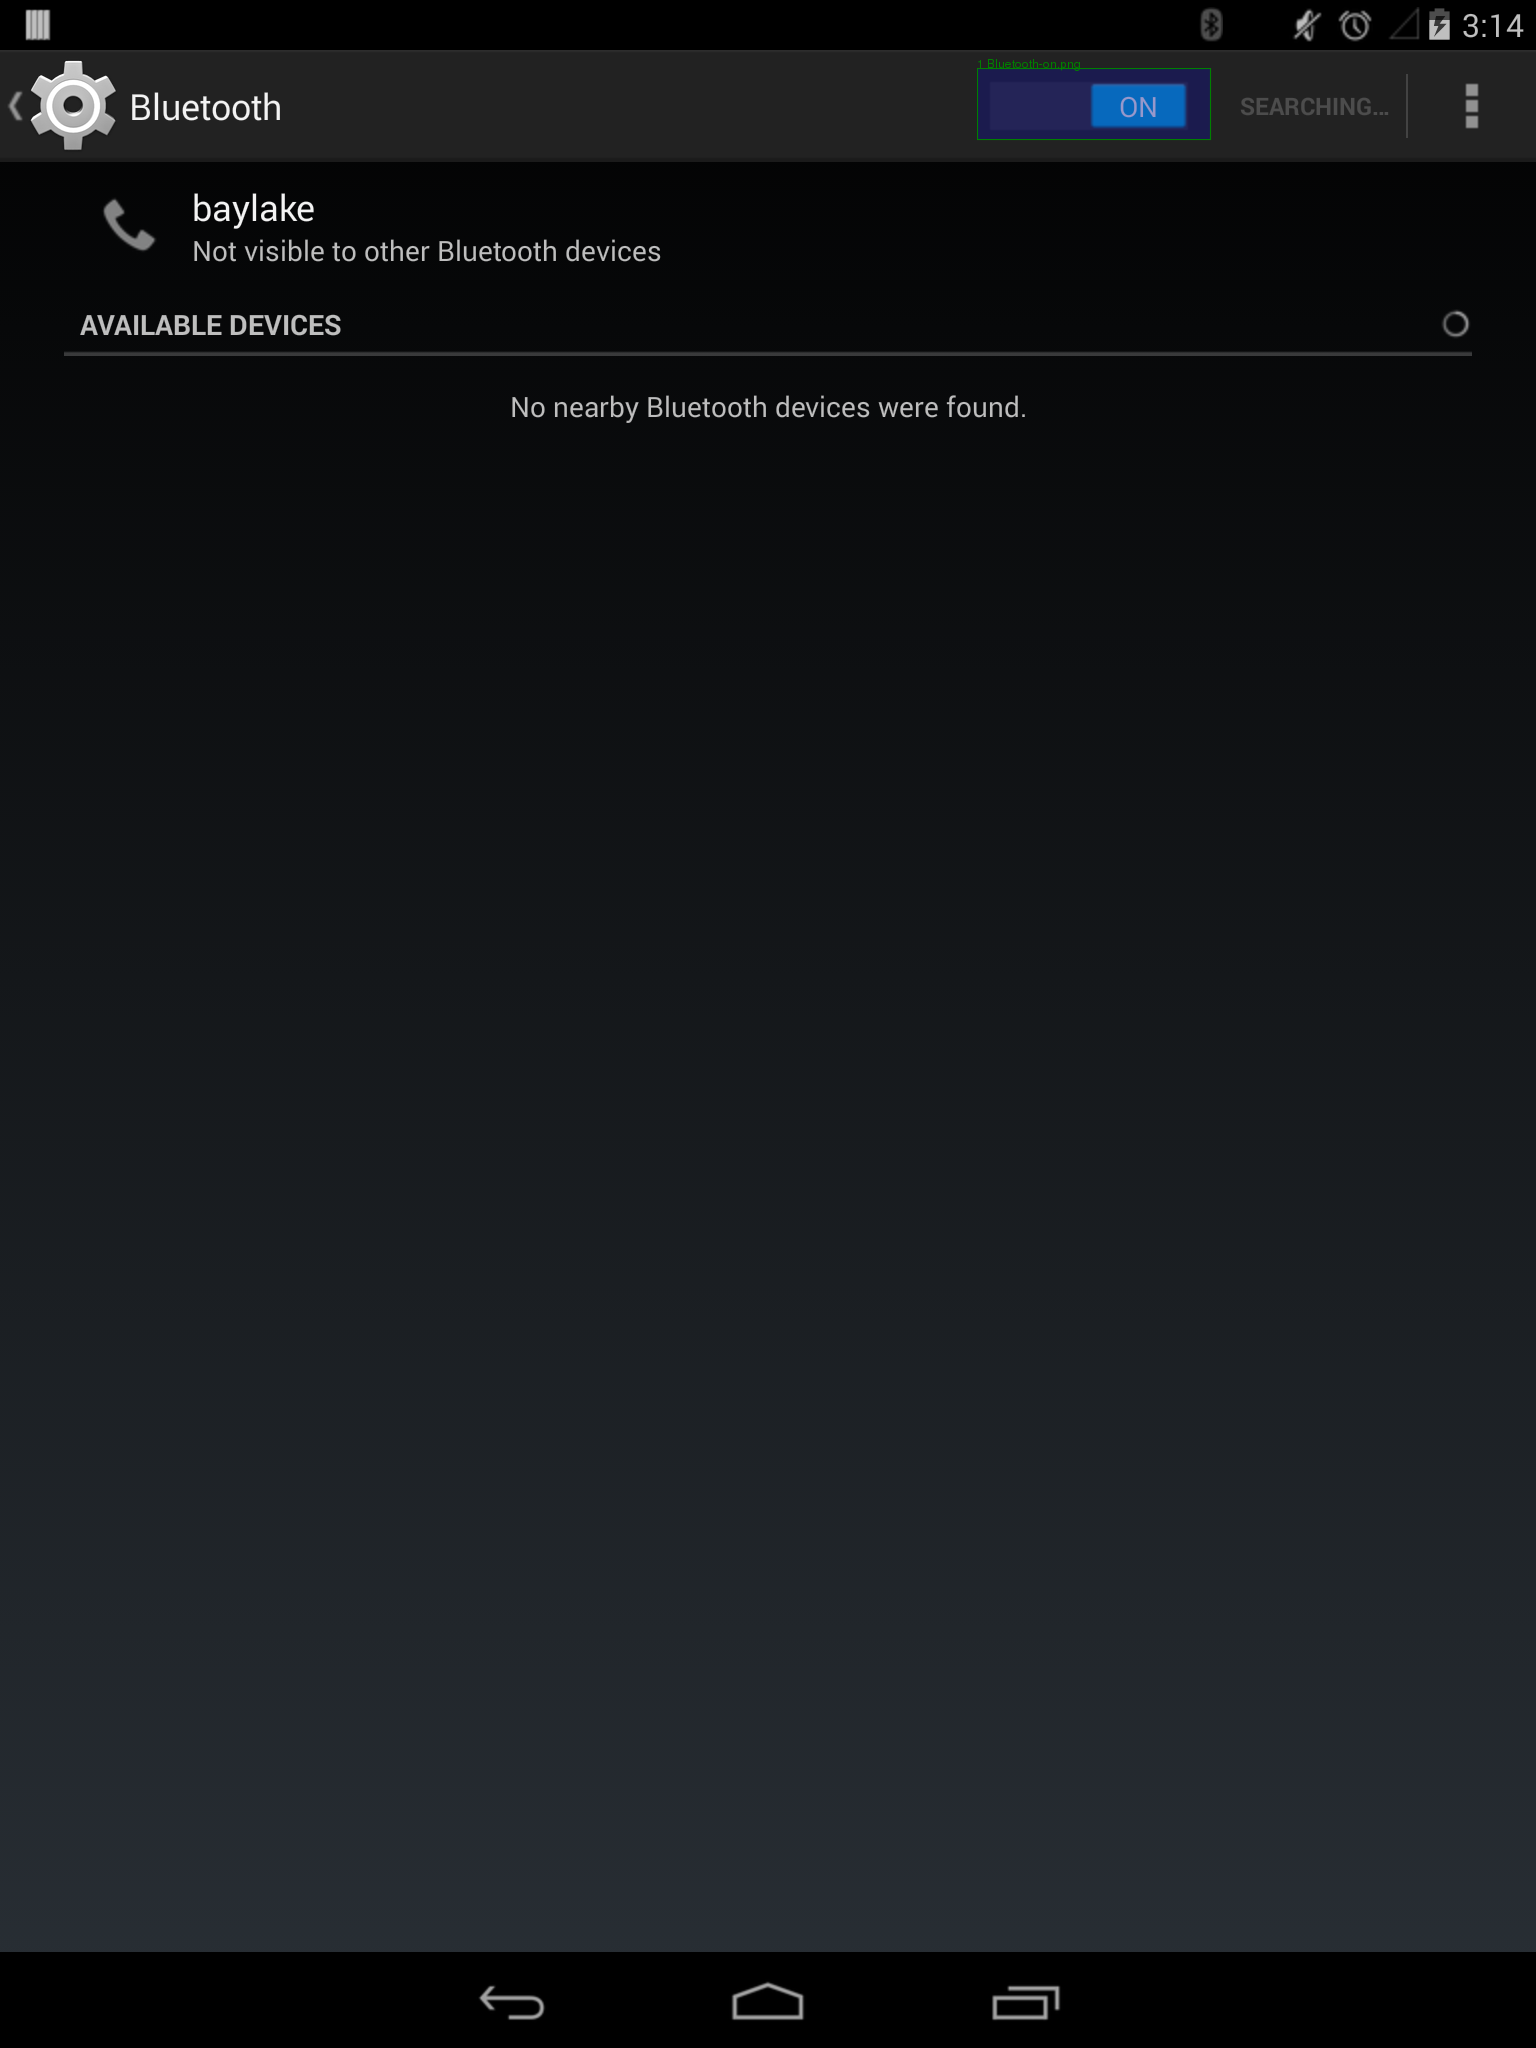 3:14
1 Bluetooth-on.png
Bluetooth
ON
SEARCHING...
baylake
Not visible to other Bluetooth devices
AVAILABLE DEVICES
No nearby Bluetooth devices were found.